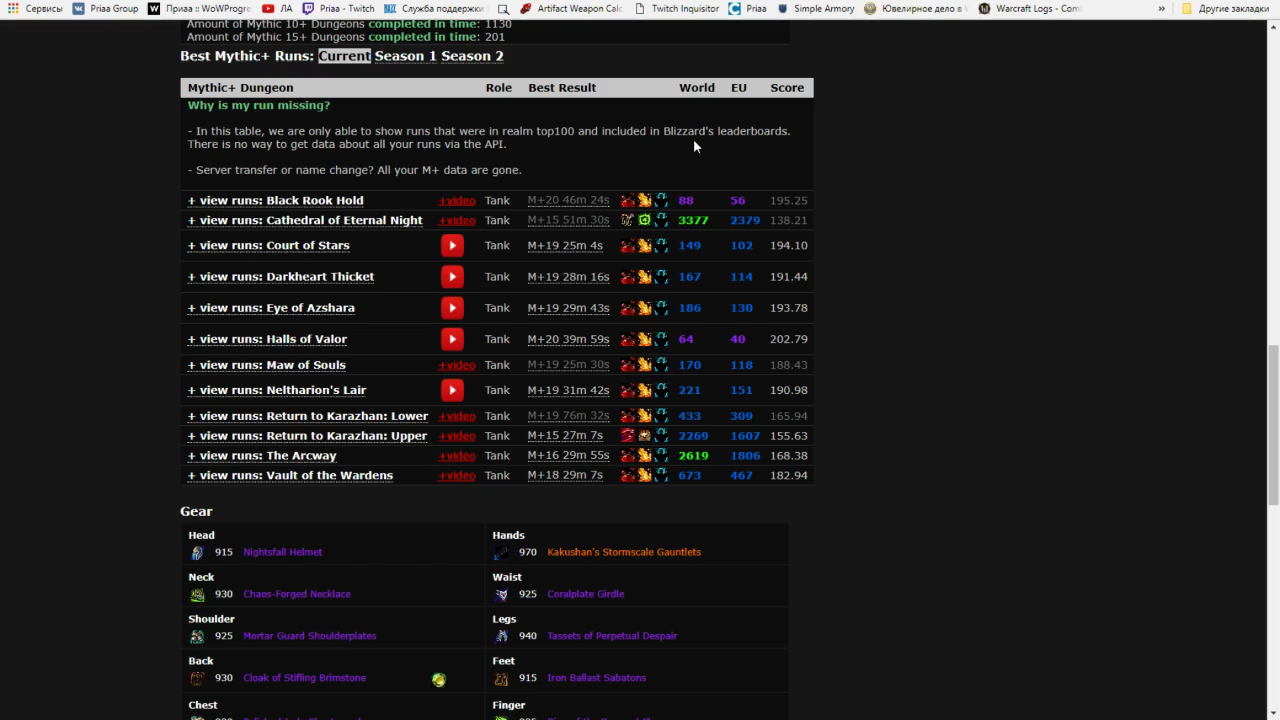 Сервисы Priaa Group Приаа :: WoWProgre Priaa - Twitch ЛА Служба поддержки Artifact Weapon Calc Twitch Inquisitor Priaa Simple Armory Ювелирное дело в Warcraft Logs - Com » Другие закладки
Amount of Mythic 10+ Dungeons completed in time: 1130
Amount of Mythic 15+ Dungeons completed in time: 201
Best Mythic+ Runs: Current Season 1 Season 2
Mythic+ Dungeon Role Best Result World EU Score
Why is my run missing?
- In this table, we are only able to show runs that were in realm top100 and included in Blizzard's leaderboards.
There is no way to get data about all your runs via the API.
- Server transfer or name change? All your M+ data are gone.
+ view runs: Black Rook Hold +video Tank M+20 46m 24s 88 56 195.25
+ view runs: Cathedral of Eternal Night +video Tank M+15 51m 30s 3377 2379 138.21
+ view runs: Court of Stars Tank M+19 25m 4s 149 102 194.10
+ view runs: Darkheart Thicket Tank M+19 28m 16s 167 114 191.44
+ view runs: Eye of Azshara Tank M+19 29m 43s 186 130 193.78
+ view runs: Halls of Valor Tank M+20 39m 59s 64 40 202.79
+ view runs: Maw of Souls +video Tank M+19 25m 30s 170 118 188.43
+ view runs: Neltharion's Lair Tank M+19 31m 42s 221 151 190.98
+ view runs: Return to Karazhan: Lower +video Tank M+19 76m 32s 433 309 165.94
+ view runs: Return to Karazhan: Upper +video Tank M+15 27m 7s 2269 1607 155.63
+ view runs: The Arcway +video Tank M+16 29m 55s 2619 1806 168.38
+ view runs: Vault of the Wardens +video Tank M+18 29m 7s 673 467 182.94
Gear
Head Hands
915 Nightsfall Helmet 970 Kakushan's Stormscale Gauntlets
Neck Waist
930 Chaos-Forged Necklace 925 Coralplate Girdle
Shoulder Legs
925 Mortar Guard Shoulderplates 940 Tassets of Perpetual Despair
Back Feet
930 Cloak of Stifling Brimstone 915 Iron Ballast Sabatons
Chest Finger